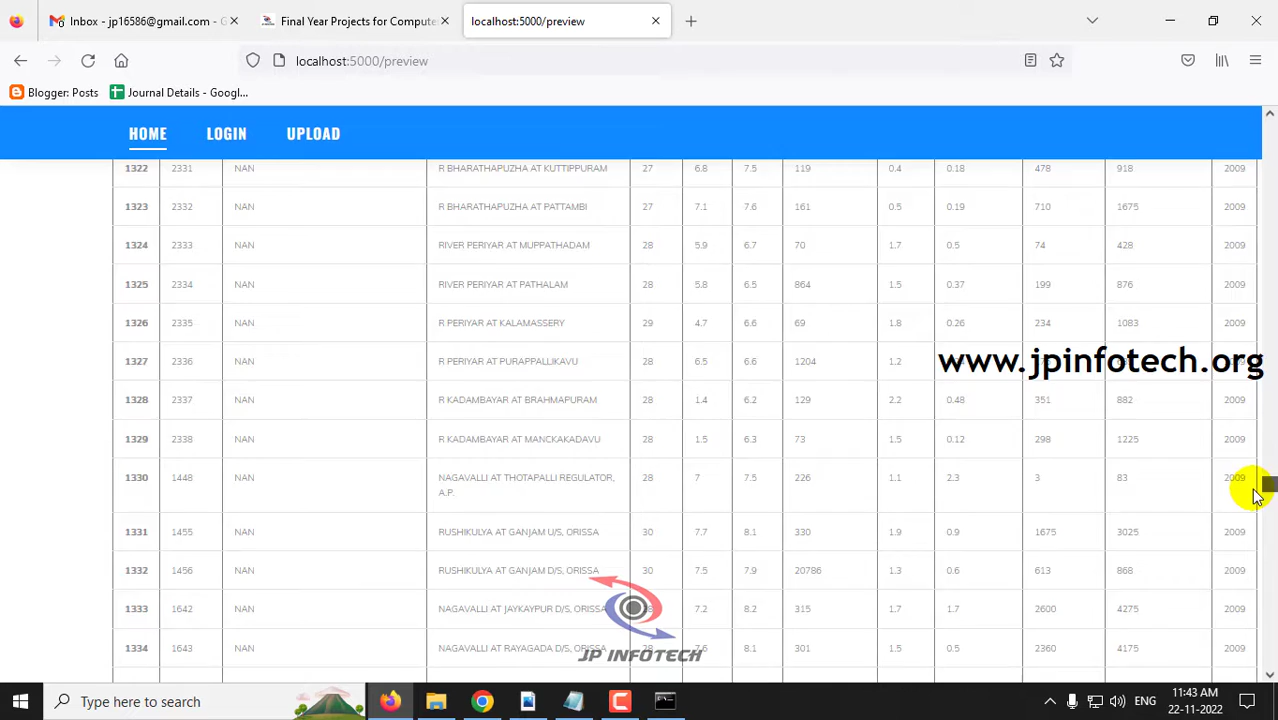 Inbox - jp16586@gmail.com - G
Final Year Projects for Compute
localhost:5000/preview
localhost:5000/preview
Blogger: Posts
Journal Details - Googl...
HOME
LOGIN
UPLOAD
1322 2331 NAN R BHARATHAPUZHA AT KUTTIPPURAM 27 6.8 7.5 119 0.4 0.18 478 918 2009
1323 2332 NAN R BHARATHAPUZHA AT PATTAMBI 27 7.1 7.6 161 0.5 0.19 710 1675 2009
1324 2333 NAN RIVER PERIYAR AT MUPPATHADAM 28 5.9 6.7 70 1.7 0.5 74 428 2009
1325 2334 NAN RIVER PERIYAR AT PATHALAM 28 5.8 6.5 864 1.5 0.37 199 876 2009
1326 2335 NAN R PERIYAR AT KALAMASSERY 29 4.7 6.6 69 1.8 0.26 234 1083 2009
1327 2336 NAN R PERIYAR AT PURAPPALLIKAVU 28 6.5 6.6 1204 1.2
www.jpinfotech.org
1328 2337 NAN R KADAMBAYAR AT BRAHMAPURAM 28 1.4 6.2 129 2.2 0.48 351 882 2009
1329 2338 NAN R KADAMBAYAR AT MANCKAKADAVU 28 1.5 6.3 73 1.5 0.12 298 1225 2009
1330 1448 NAN NAGAVALLI AT THOTAPALLI REGULATOR, 28 7 7.5 226 1.1 2.3 3 83 2009
A.P.
1331 1455 NAN RUSHIKULYA AT GANJAM U/S, ORISSA 30 7.7 8.1 330 1.9 0.9 1675 3025 2009
1332 1456 NAN RUSHIKULYA AT GANJAM D/S, ORISSA 30 7.5 7.9 20786 1.3 0.6 613 868 2009
1333 1642 NAN NAGAVALLI AT JAYKAYPUR D/S, ORISSA 28 7.2 8.2 315 1.7 1.7 2600 4275 2009
1334 1643 NAN NAGAVALLI AT RAYAGADA D/S, ORISSA 28 7.6 8.1 301 1.5 0.5 2360 4175 2009
JP INFOTECH
Type here to search
ENG
11:43 AM
22-11-2022